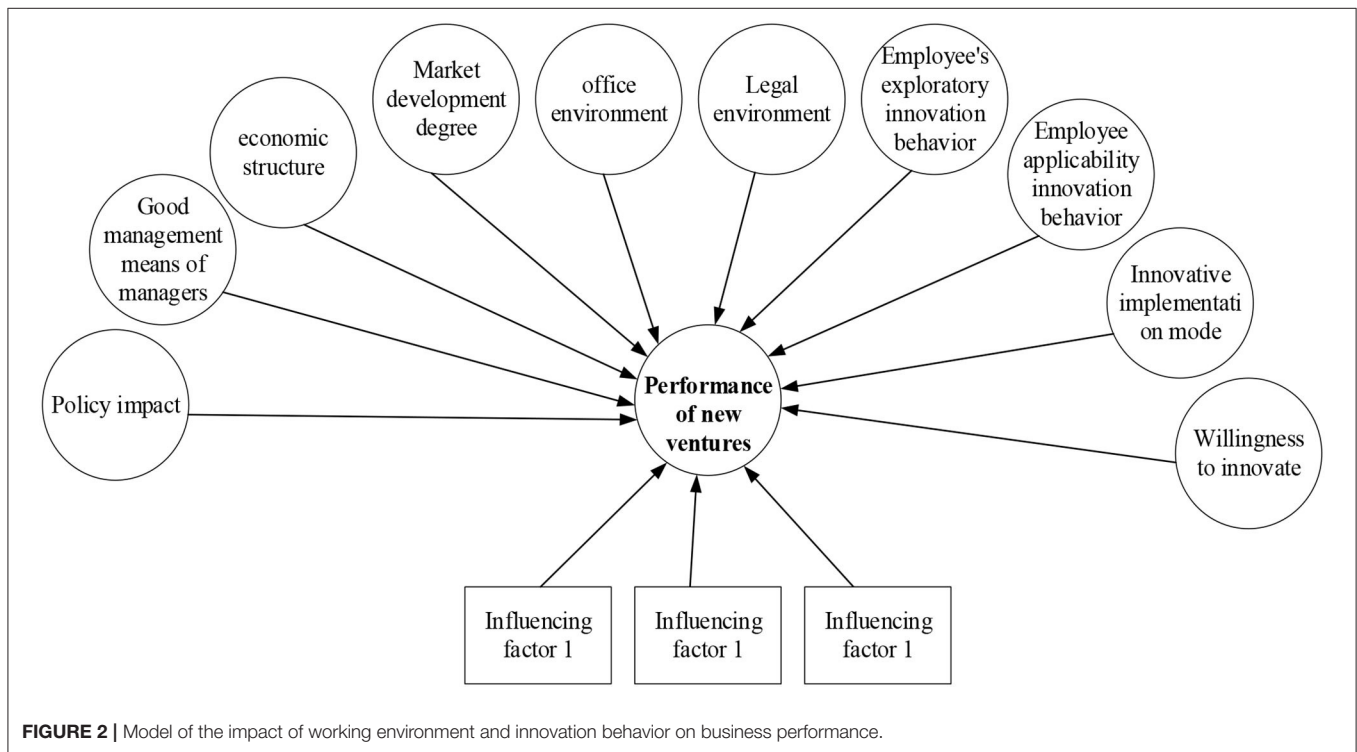 Market
development
degree
office
environment
Legal
environment
Employee's
exploratory
innovation
behavior
economic
structure
Employee
applicability
innovation
behavior
Good
management
means of
managers
Innovative
implementati
on mode
Policy impact
Performance
of new
ventures
Willingness
to innovate
Influencing
factor 1
Influencing
factor 1
Influencing
factor 1
FIGURE 2 | Model of the impact of working environment and innovation behavior on business performance.